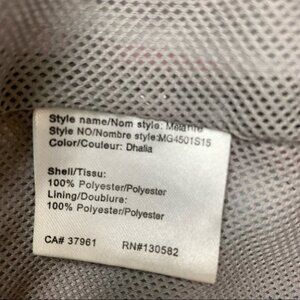 Style name/Nom style: Melanie
Style NO/Nombre style:MG4501S15
Color/Couleur: Dhalia
Shell/Tissu:
100% Polyester/Polyester
Lining/Doublure:
100% Polyester/Polyester
CA# 37961 RN#130582